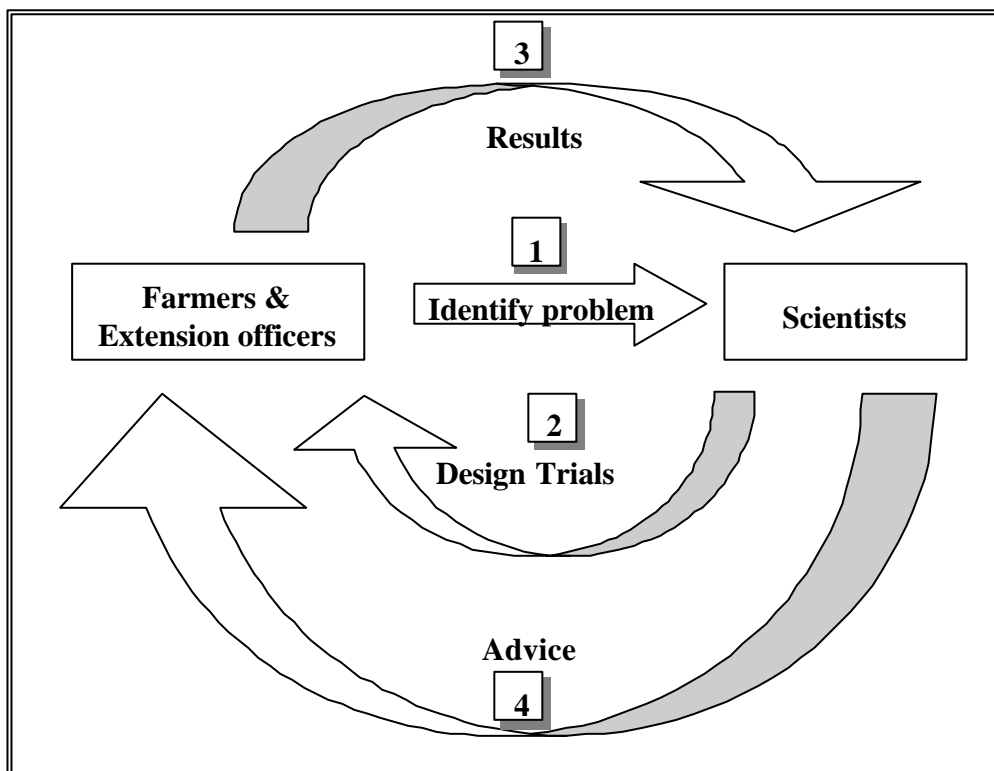 3
Results
1
Farmers &
Extension officers
Identify problem
Scientists
2
Design Trials
Advice
4